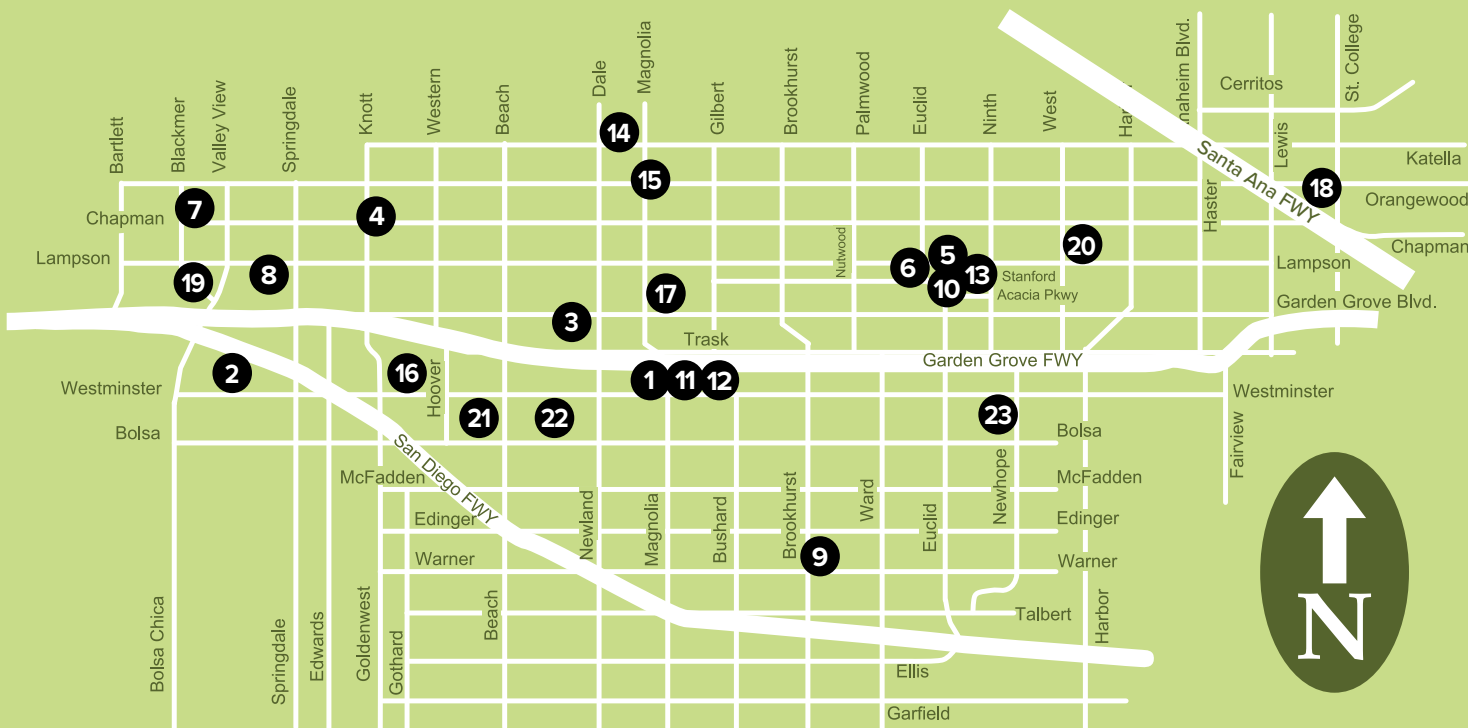 Bartlett
Blackmer
Valley View
Springdale
Knott
Western
Beach
Dale
Magnolia
Gilbert
Brookhurst
Palmwood
Euclid
Ninth
West
Anaheim Blvd.
Cerritos
Lewis
St. College
Katella
Orangewood
Chapman
Lampson
Garden Grove Blvd.
Santa Ana FWY
Haster
14
15
18
7
Chapman
4
Lampson
19
8
17
3
Nutwood
6
5
10
13
20
Stanford
Acacia Pkwy
Trask
Garden Grove FWY
2
16
1
11
12
Westminster
Hoover
Westminster
21
22
23
Bolsa
Bolsa
San Diego FWY
McFadden
McFadden
Edinger
Edinger
Warner
Warner
Newland
Magnolia
Bushard
Brookhurst
Ward
Euclid
Newhope
Fairview
9
Talbert
Harbor
Ellis
Garfield
Bolsa Chica
Springdale
Edwards
Goldenwest
Gothard
Beach
N